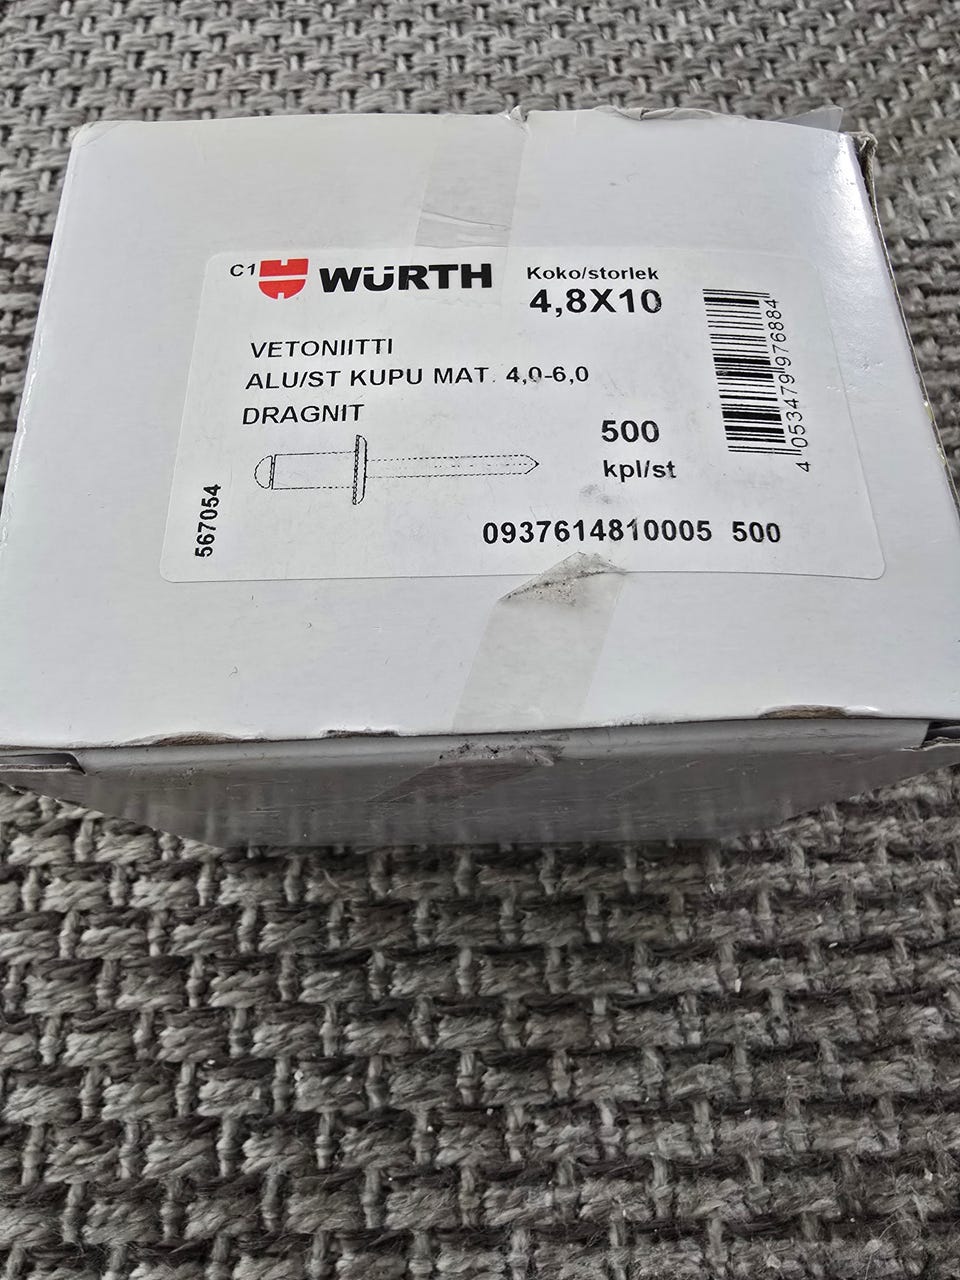 C1 WÜRTH
Koko/storlek
4,8X10
VETONIITTI
ALU/ST KUPU MAT. 4,0-6,0
DRAGNIT
500
kpl/st
0937614810005 500
567054
4 053479 976884